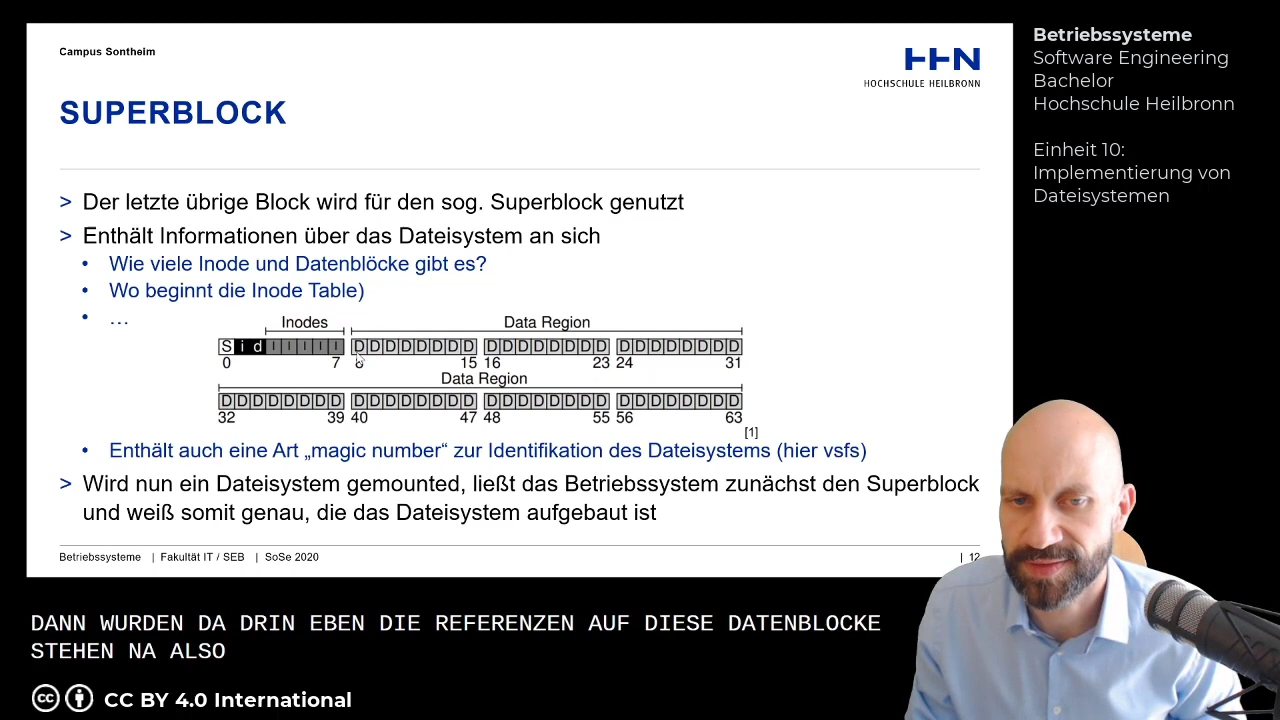 Campus Sontheim
HHN
HOCHSCHULE HEILBRONN
SUPERBLOCK
> Der letzte übrige Block wird für den sog. Superblock genutzt
> Enthält Informationen über das Dateisystem an sich
• Wie viele Inode und Datenblöcke gibt es?
• Wo beginnt die Inode Table)
• …
Inodes Data Region
S i d I I I I I D D D D D D D D D D D D D D D D D D D D D D D D
0 7 8 15 16 23 24 31
Data Region
D D D D D D D D D D D D D D D D D D D D D D D D D D D D D D D D
32 39 40 47 48 55 56 63
[1]
• Enthält auch eine Art „magic number“ zur Identifikation des Dateisystems (hier vsfs)
> Wird nun ein Dateisystem gemounted, ließt das Betriebssystem zunächst den Superblock
und weiß somit genau, die das Dateisystem aufgebaut ist
Betriebssysteme | Fakultät IT / SEB | SoSe 2020 | 12
Betriebssysteme
Software Engineering
Bachelor
Hochschule Heilbronn
Einheit 10:
Implementierung von
Dateisystemen
DANN WURDEN DA DRIN EBEN DIE REFERENZEN AUF DIESE DATENBLOCKE
STEHEN NA ALSO
cc CC BY 4.0 International